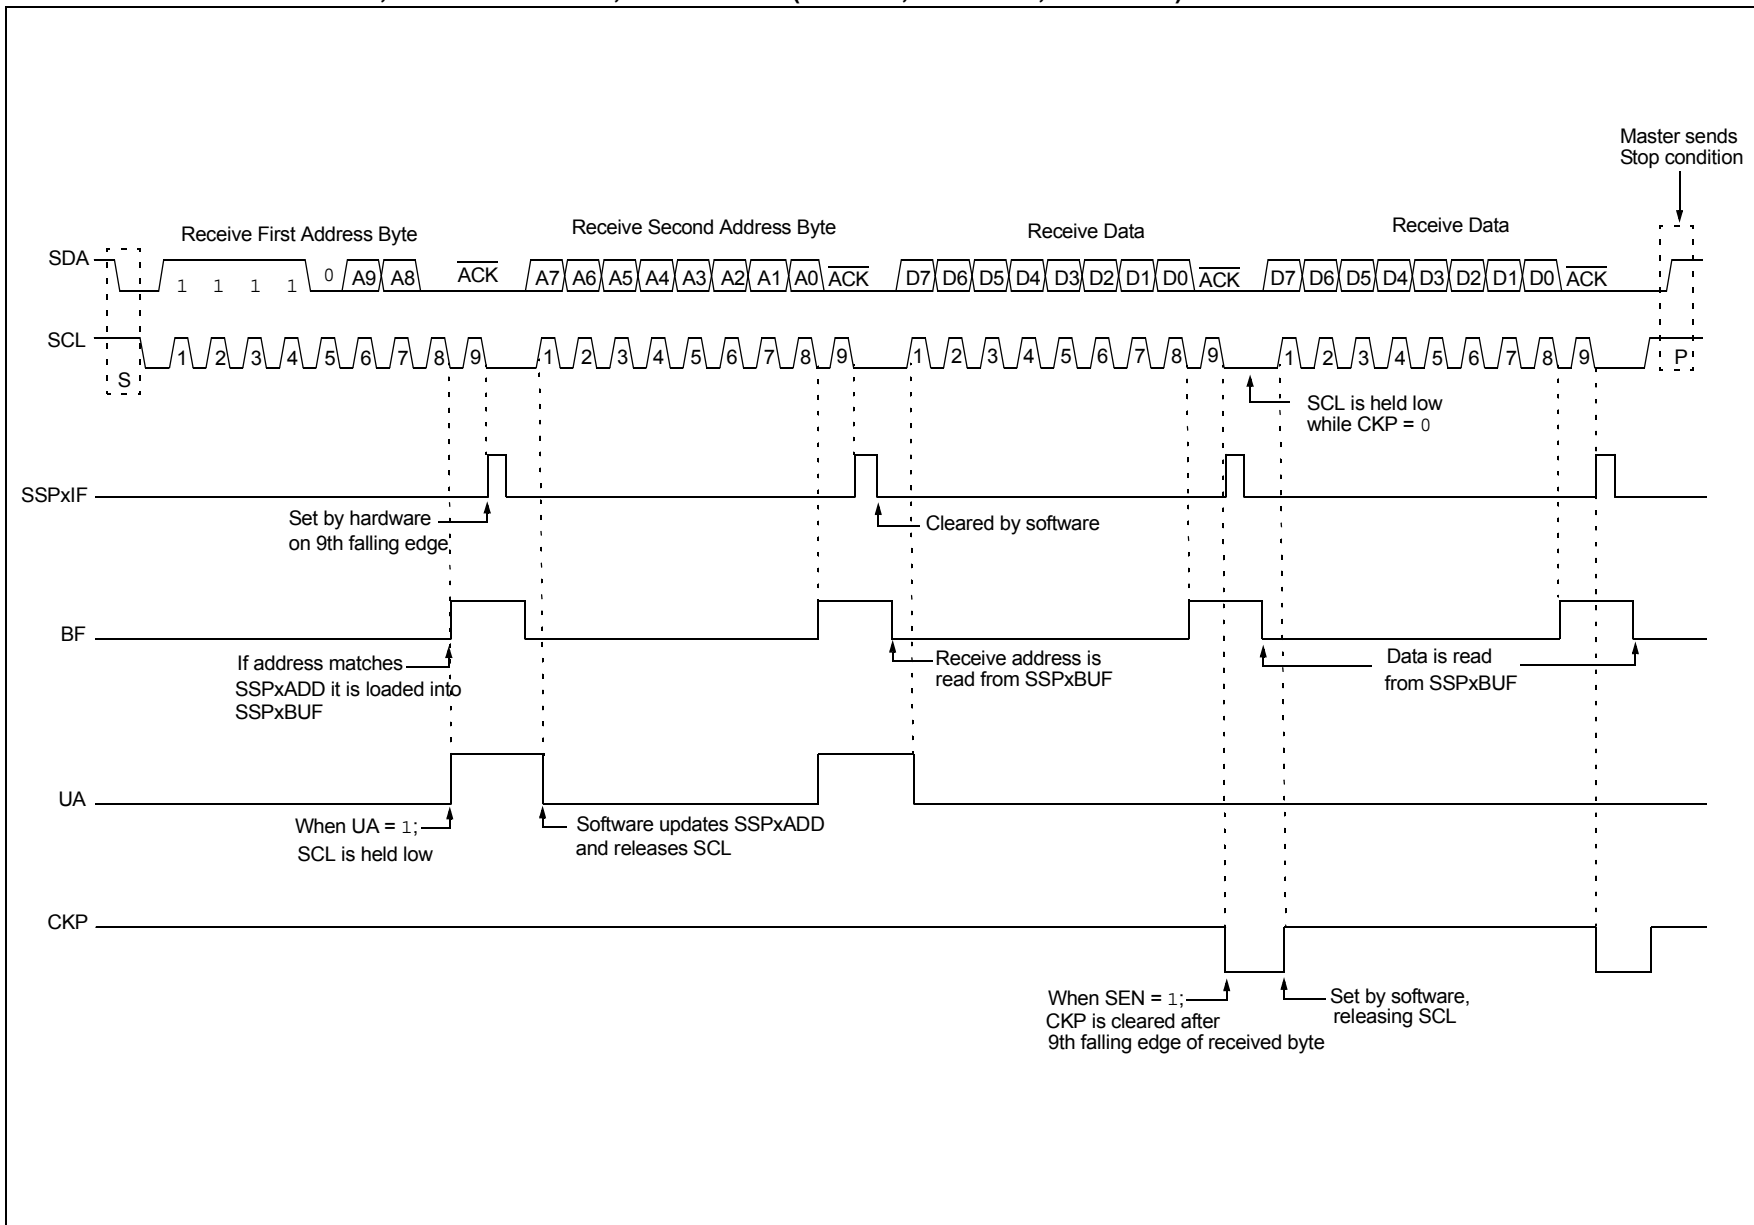 Master sends
Stop condition
Receive First Address Byte
Receive Second Address Byte
Receive Data
Receive Data
SDA
1 1 1 1 0 A9 A8 ACK A7 A6 A5 A4 A3 A2 A1 A0 ACK D7 D6 D5 D4 D3 D2 D1 D0 ACK D7 D6 D5 D4 D3 D2 D1 D0 ACK
SCL
S 1 2 3 4 5 6 7 8 9 1 2 3 4 5 6 7 8 9 1 2 3 4 5 6 7 8 9 1 2 3 4 5 6 7 8 9 P
SCL is held low
while CKP = 0
SSPxIF
Set by hardware
on 9th falling edge
Cleared by software
BF
If address matches
SSPxADD it is loaded into
SSPxBUF
Receive address is
read from SSPxBUF
Data is read
from SSPxBUF
UA
When UA = 1;
SCL is held low
Software updates SSPxADD
and releases SCL
CKP
When SEN = 1;
CKP is cleared after
9th falling edge of received byte
Set by software,
releasing SCL